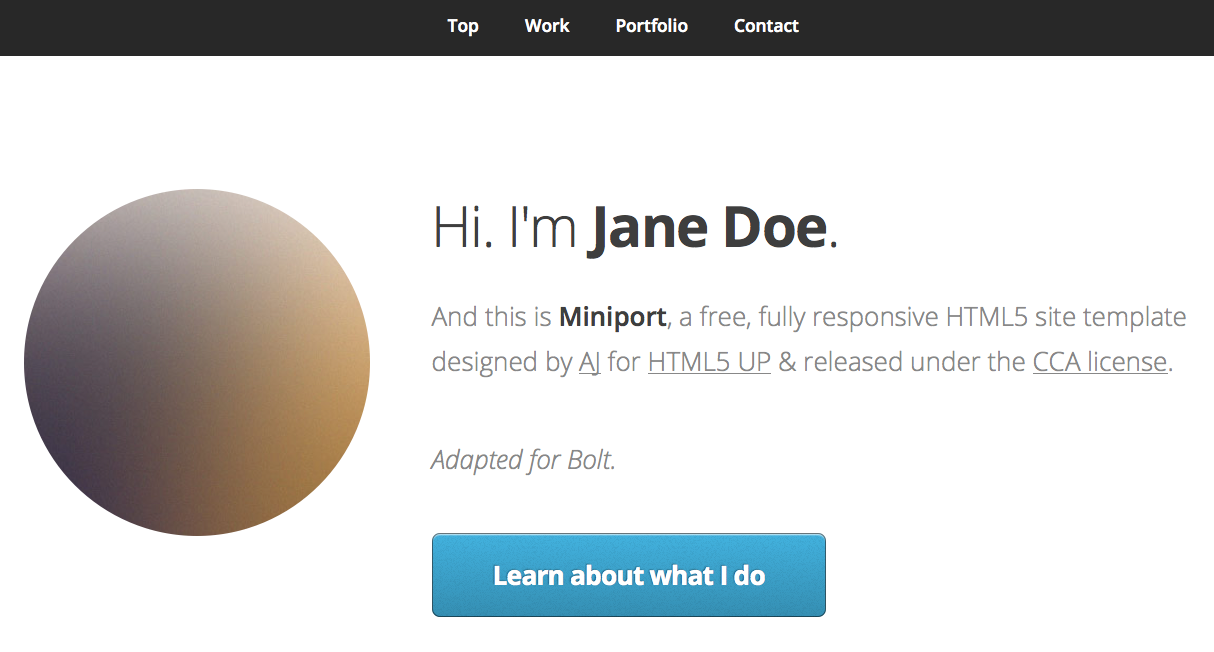 Top Work Portfolio Contact
Hi. I'm Jane Doe.
And this is Miniport, a free, fully responsive HTML5 site template
designed by AJ for HTML5 UP & released under the CCA license.
Adapted for Bolt.
Learn about what I do